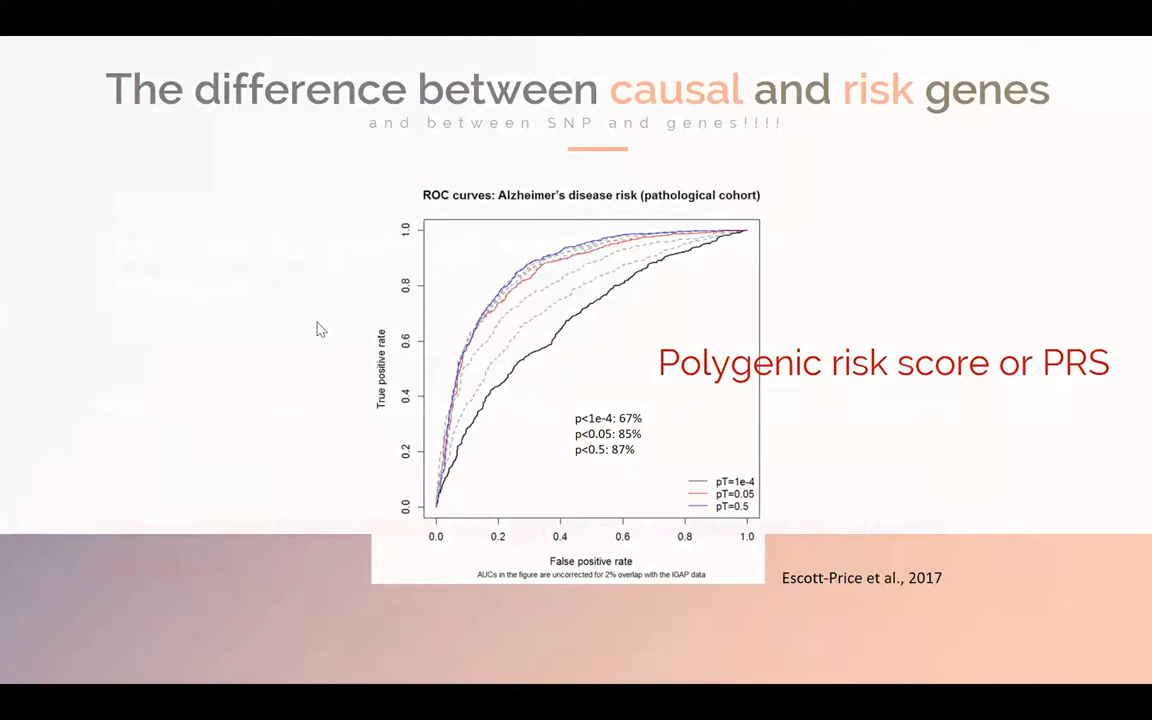 The difference between causal and risk genes
and between SNP and genes!!!!
ROC curves: Alzheimer's disease risk (pathological cohort)
1.0
0.8
0.6
0.4
0.2
0.0
True positive rate
Polygenic risk score or PRS
p<1e-4: 67%
p<0.05: 85%
p<0.5: 87%
pT=1e-4
pT=0.05
pT=0.5
0.0 0.2 0.4 0.6 0.8 1.0
False positive rate
AUCs in the figure are uncorrected for 2% overlap with the IGAP data
Escott-Price et al., 2017